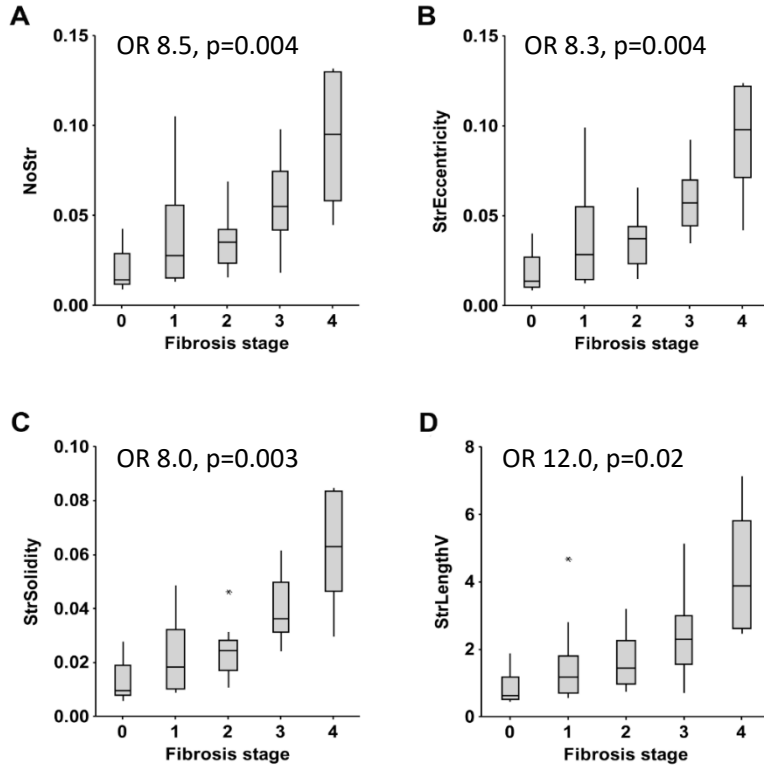 A
OR 8.5, p=0.004
NoStr
0.15
0.10
0.05
0.00
0 1 2 3 4
Fibrosis stage
B
OR 8.3, p=0.004
StrEccentricity
0.15
0.10
0.05
0.00
0 1 2 3 4
Fibrosis stage
C
OR 8.0, p=0.003
StrSolidity
0.10
0.08
0.06
0.04
0.02
0.00
*
0 1 2 3 4
Fibrosis stage
D
OR 12.0, p=0.02
StrLengthV
8
6
4
2
0
*
0 1 2 3 4
Fibrosis stage